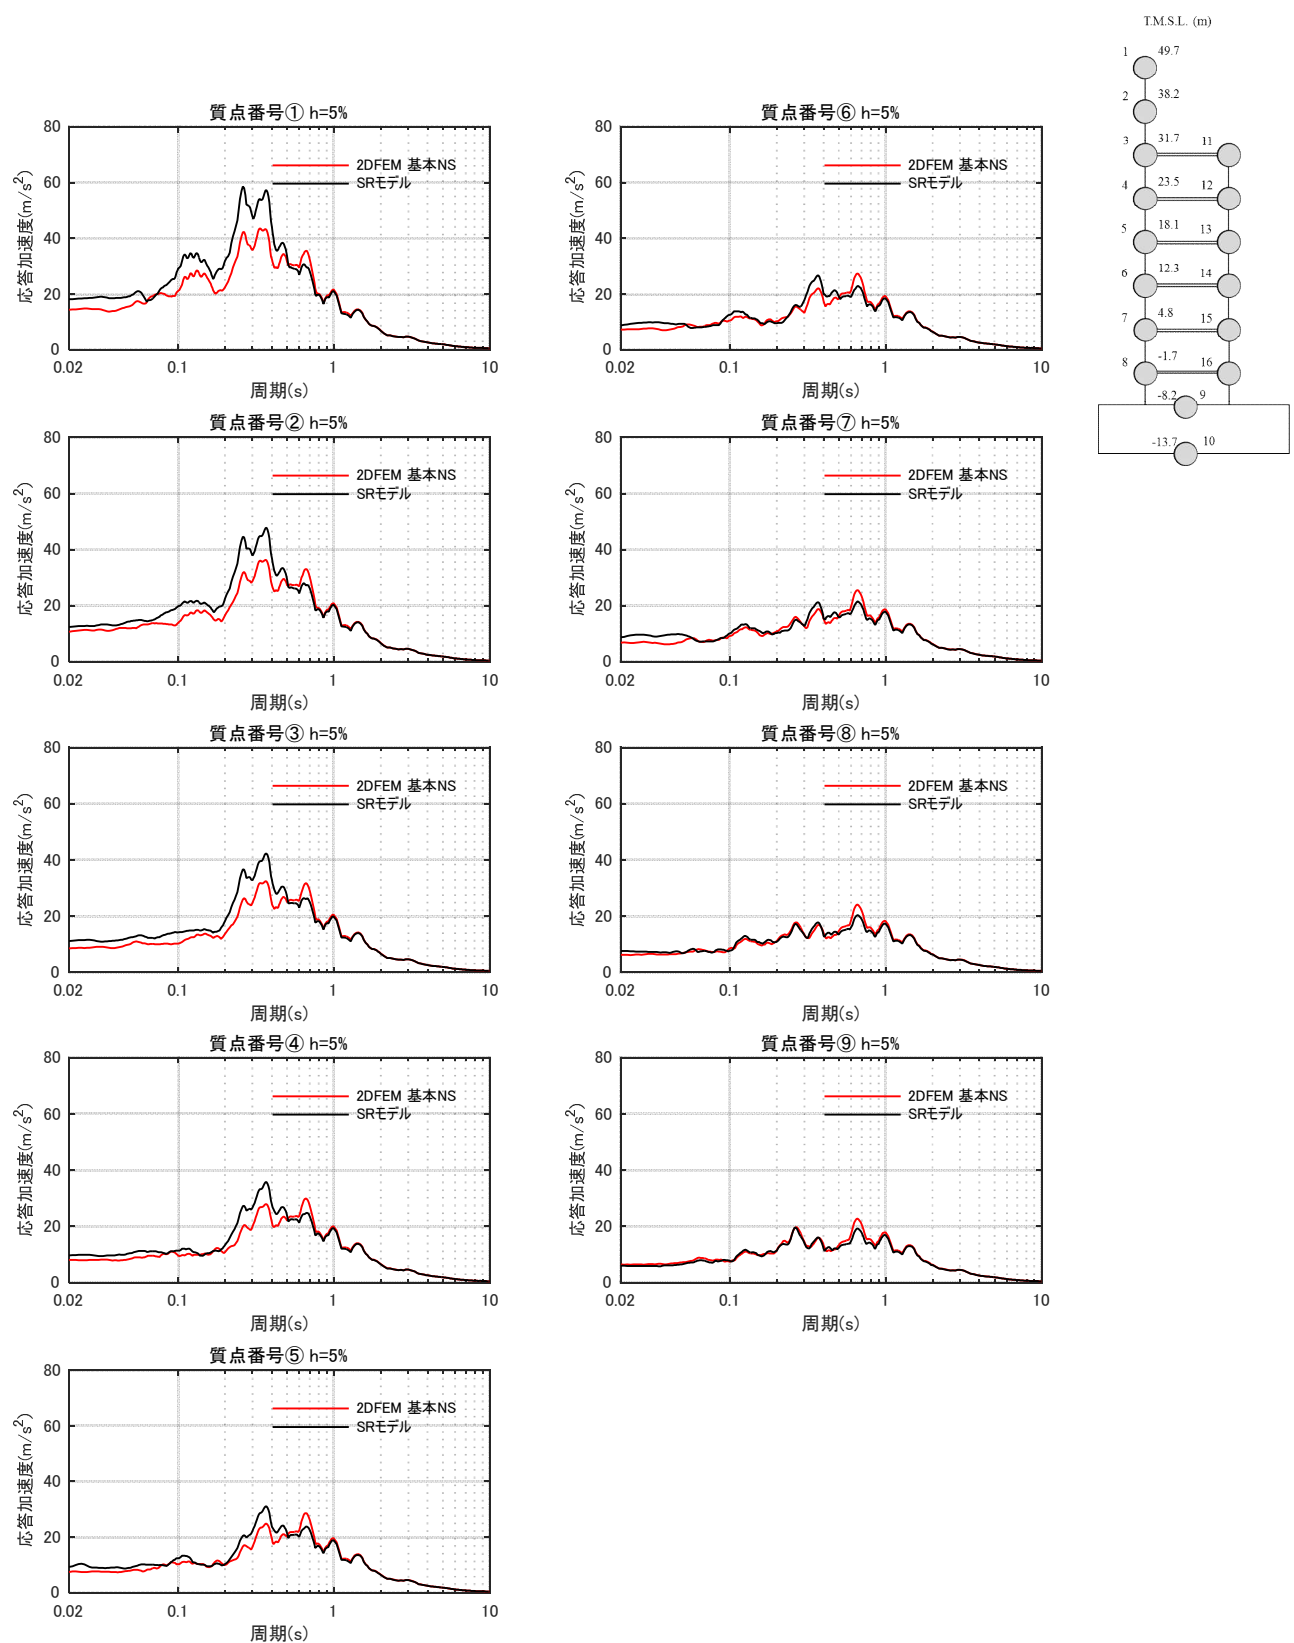 T.M.S.L. (m)
1 49.7
2 38.2
3 31.7 11
4 23.5 12
5 18.1 13
6 12.3 14
7 4.8 15
8 -1.7 16
-8.2 9
-13.7 10
質点番号① h=5%
応答加速度(m/s²)
80
60
40
20
0
2DFEM 基本NS
SRモデル
0.02 0.1 1 10
周期(s)
質点番号② h=5%
応答加速度(m/s²)
80
60
40
20
0
2DFEM 基本NS
SRモデル
0.02 0.1 1 10
周期(s)
質点番号③ h=5%
応答加速度(m/s²)
80
60
40
20
0
2DFEM 基本NS
SRモデル
0.02 0.1 1 10
周期(s)
質点番号④ h=5%
応答加速度(m/s²)
80
60
40
20
0
2DFEM 基本NS
SRモデル
0.02 0.1 1 10
周期(s)
質点番号⑤ h=5%
応答加速度(m/s²)
80
60
40
20
0
2DFEM 基本NS
SRモデル
0.02 0.1 1 10
周期(s)
質点番号⑥ h=5%
応答加速度(m/s²)
80
60
40
20
0
2DFEM 基本NS
SRモデル
0.02 0.1 1 10
周期(s)
質点番号⑦ h=5%
応答加速度(m/s²)
80
60
40
20
0
2DFEM 基本NS
SRモデル
0.02 0.1 1 10
周期(s)
質点番号⑧ h=5%
応答加速度(m/s²)
80
60
40
20
0
2DFEM 基本NS
SRモデル
0.02 0.1 1 10
周期(s)
質点番号⑨ h=5%
応答加速度(m/s²)
80
60
40
20
0
2DFEM 基本NS
SRモデル
0.02 0.1 1 10
周期(s)